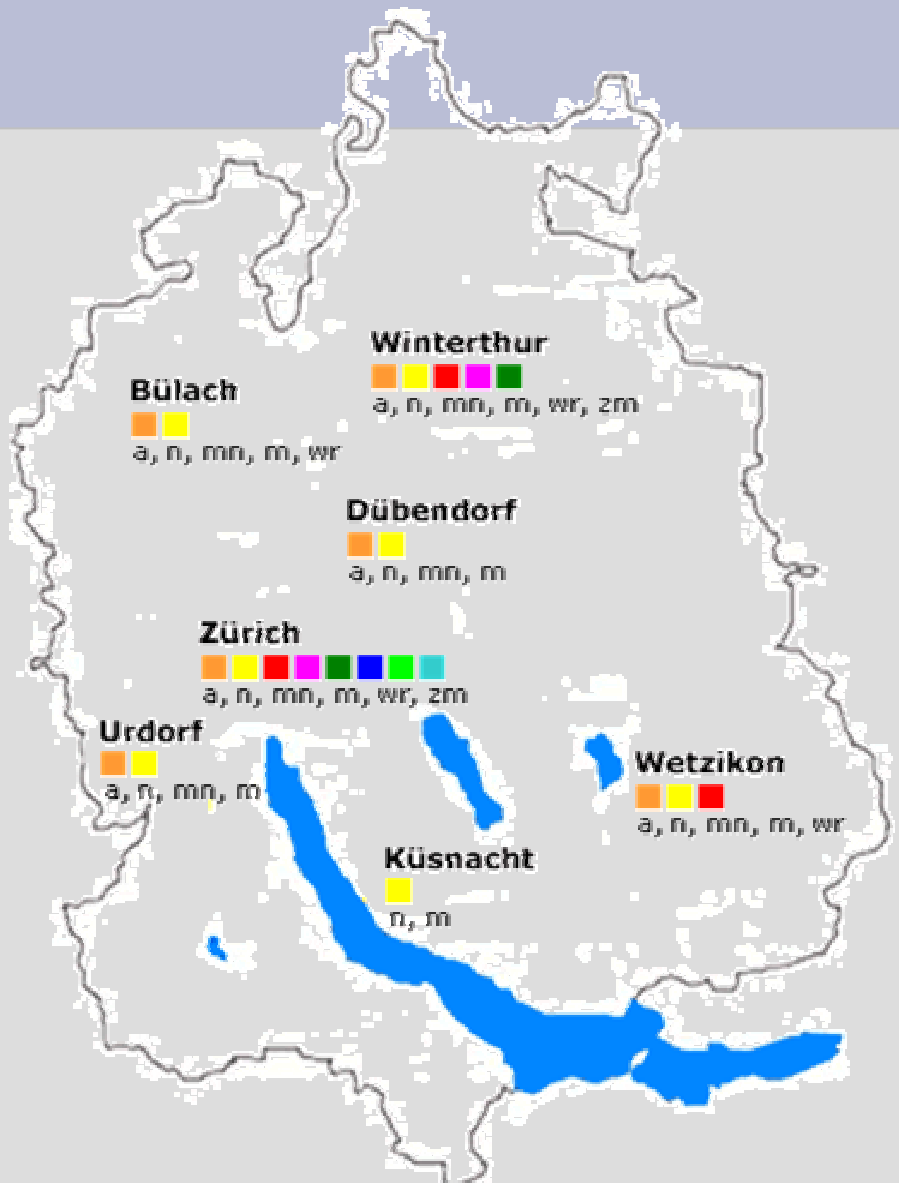 Winterthur
a, n, mn, m, wr, zm
Bülach
a, n, mn, m, wr
Dübendorf
a, n, mn, m
Zürich
a, n, mn, m, wr, zm
Urdorf
a, n, mn, m
Wetzikon
a, n, mn, m, wr
Küsnacht
n, m